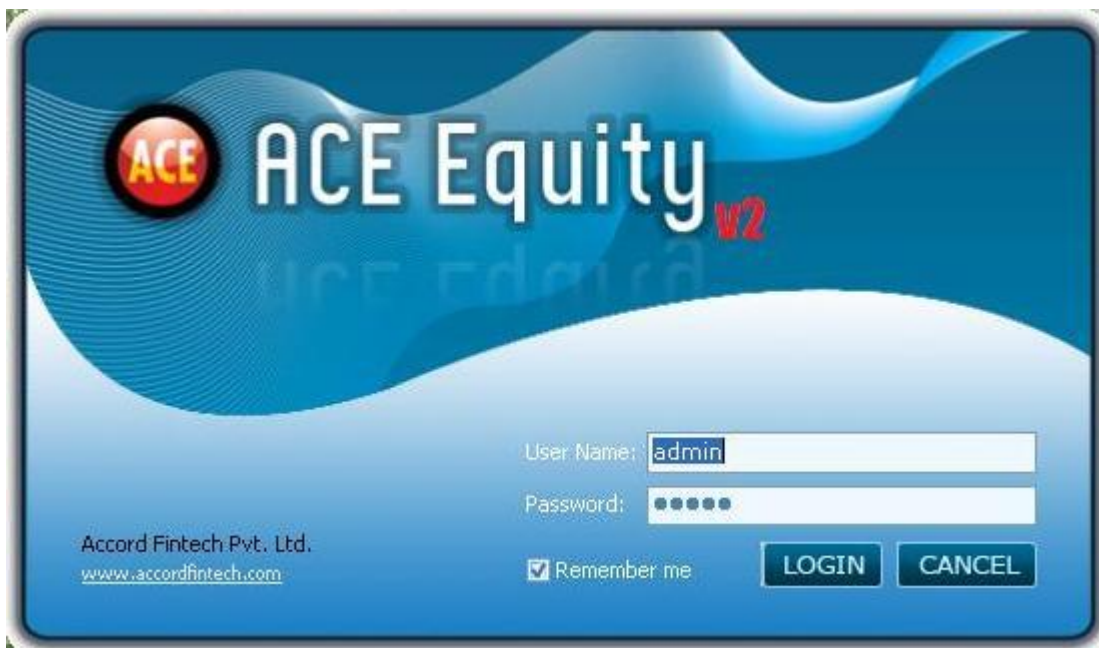 ACE
ACE Equity v2
User Name: admin
Password: •••••
Accord Fintech Pvt. Ltd.
www.accordfintech.com
Remember me LOGIN CANCEL